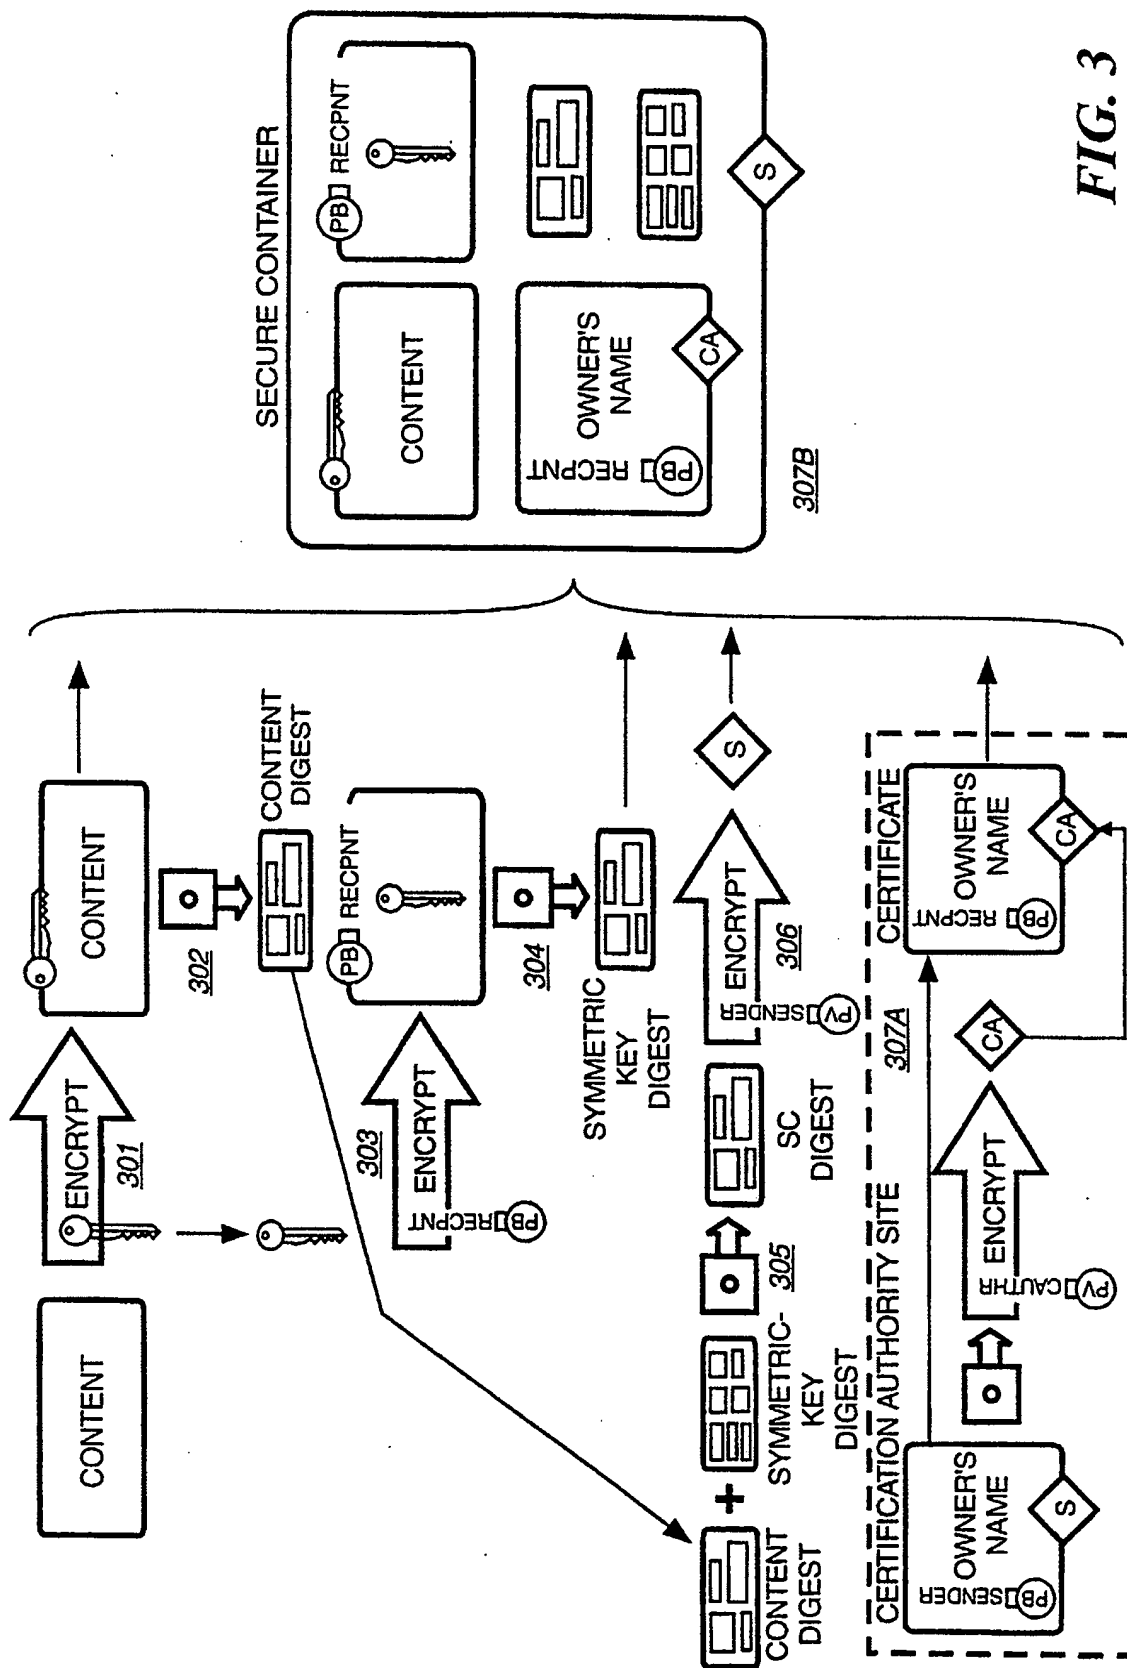 SECURE CONTAINER
CONTENT
PB
RECPNT
OWNER'S
NAME
RECPNT
PB
CA
S
307B
CONTENT
ENCRYPT
301
CONTENT
302
CONTENT
DIGEST
ENCRYPT
303
PB
RECPNT
PB
RECPNT
304
SYMMETRIC
KEY
DIGEST
CONTENT
DIGEST
+
SYMMETRIC-
KEY
DIGEST
305
SC
DIGEST
ENCRYPT
306
PV
SENDER
S
CERTIFICATION AUTHORITY SITE
307A
CERTIFICATE
OWNER'S
NAME
PB
SENDER
S
ENCRYPT
PV
CAUTHR
CA
OWNER'S
NAME
RECPNT
PB
CA
FIG. 3